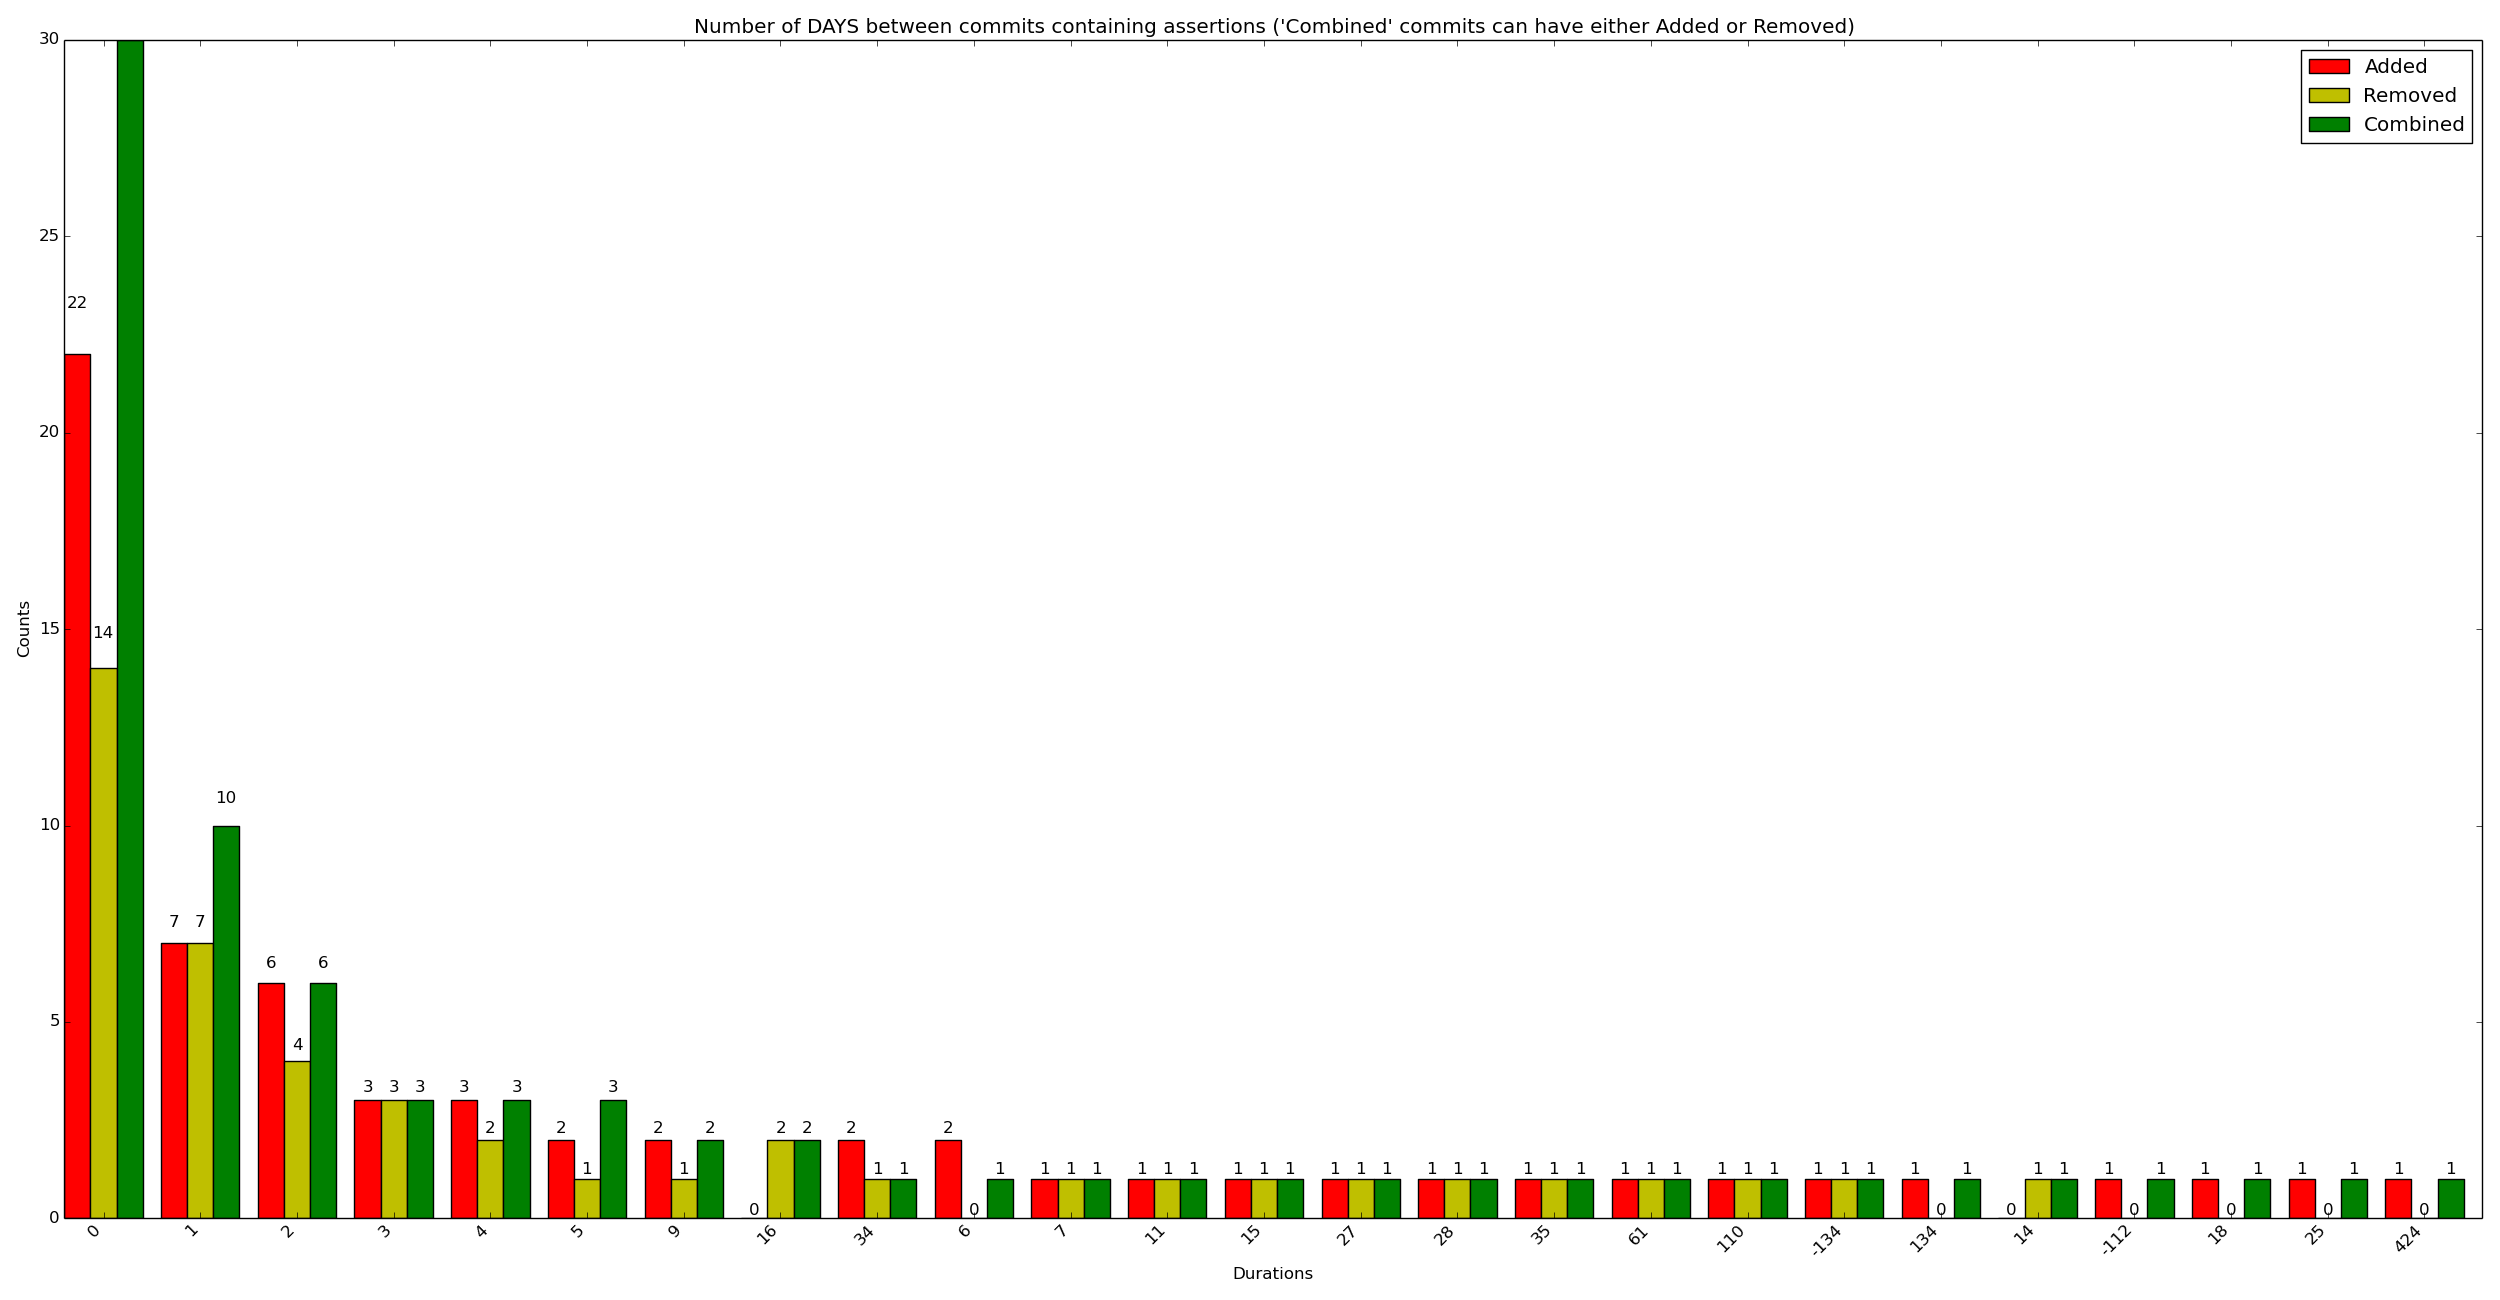 Number of DAYS between commits containing assertions ('Combined' commits can have either Added or Removed)
Added
Removed
Combined
Counts
30
25
20
15
10
5
0
22 14
7 7 10
6 4 6
3 3 3
3 2 3
2 1 3
2 1 2
0 2 2
2 1 1
2 0 1
1 1 1
1 1 1
1 1 1
1 1 1
1 1 1
1 1 1
1 1 1
1 1 1
1 1 1
1 0 1
0 1 1
1 0 1
1 0 1
1 0 1
1 0 1
0 1 2 3 4 5 9 16 34 6 7 11 15 27 28 35 61 110 -134 134 14 -112 18 25 424
Durations